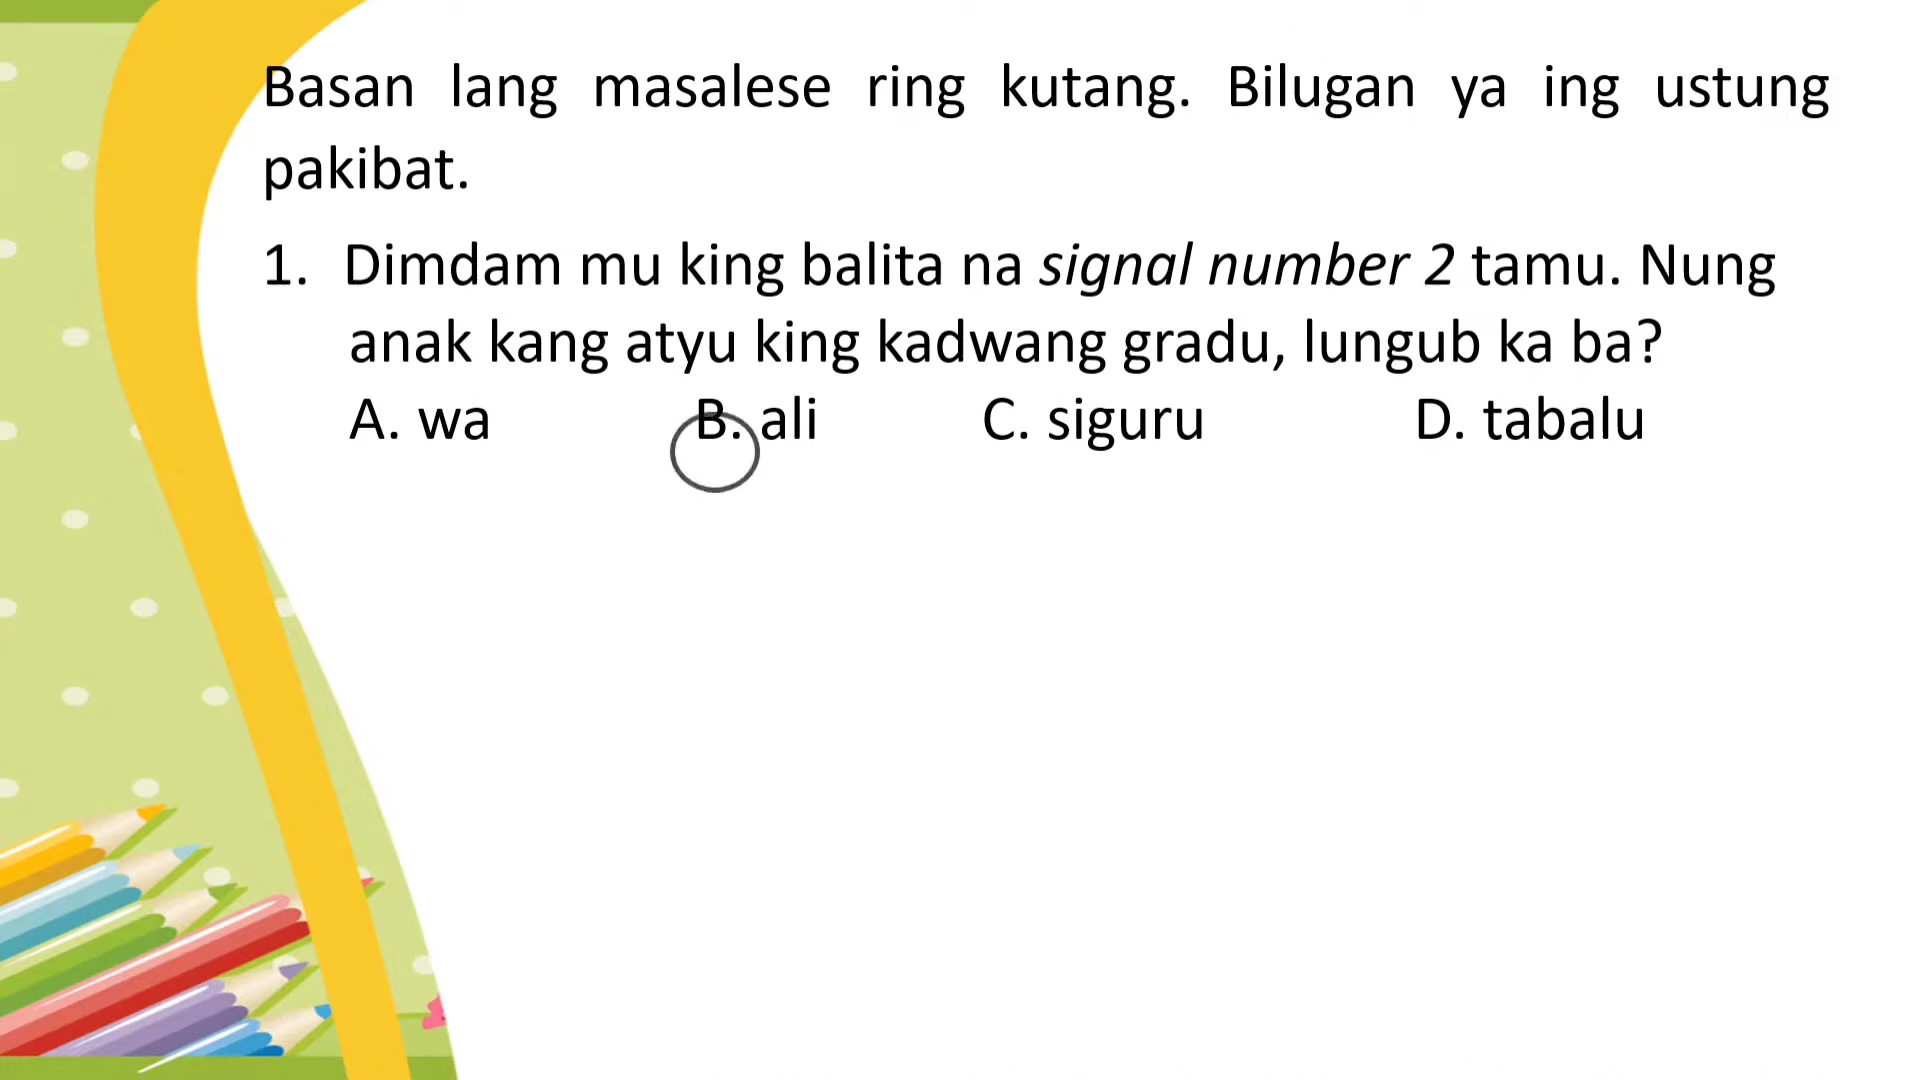 Basan lang masalese ring kutang. Bilugan ya ing ustung
pakibat.
1. Dimdam mu king balita na signal number 2 tamu. Nung
anak kang atyu king kadwang gradu, lungub ka ba?
A. wa B. ali C. siguru D. tabalu